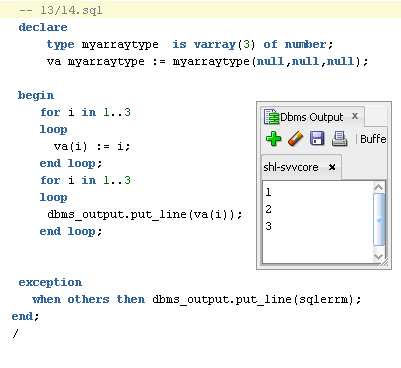 -- 13/14.sql
declare
type myarraytype is varray(3) of number;
va myarraytype := myarraytype(null,null,null);
begin
for i in 1..3
loop
va(i) := i;
end loop;
for i in 1..3
loop
dbms_output.put_line(va(i));
end loop;
exception
when others then dbms_output.put_line(sqlerrm);
end;
/
Dbms Output x
Buffe
shl-svvcore x
1
2
3